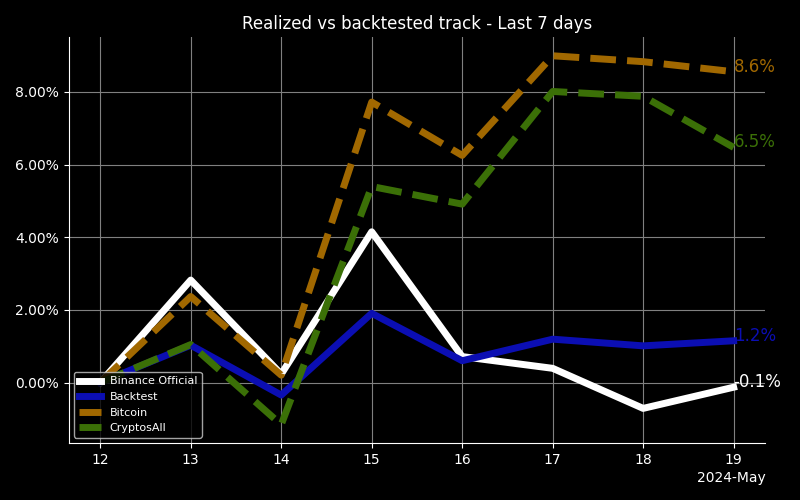 Realized vs backtested track - Last 7 days
8.00%
6.00%
4.00%
2.00%
0.00%
8.6%
6.5%
1.2%
-0.1%
Binance Official
Backtest
Bitcoin
CryptosAll
12 13 14 15 16 17 18 19
2024-May